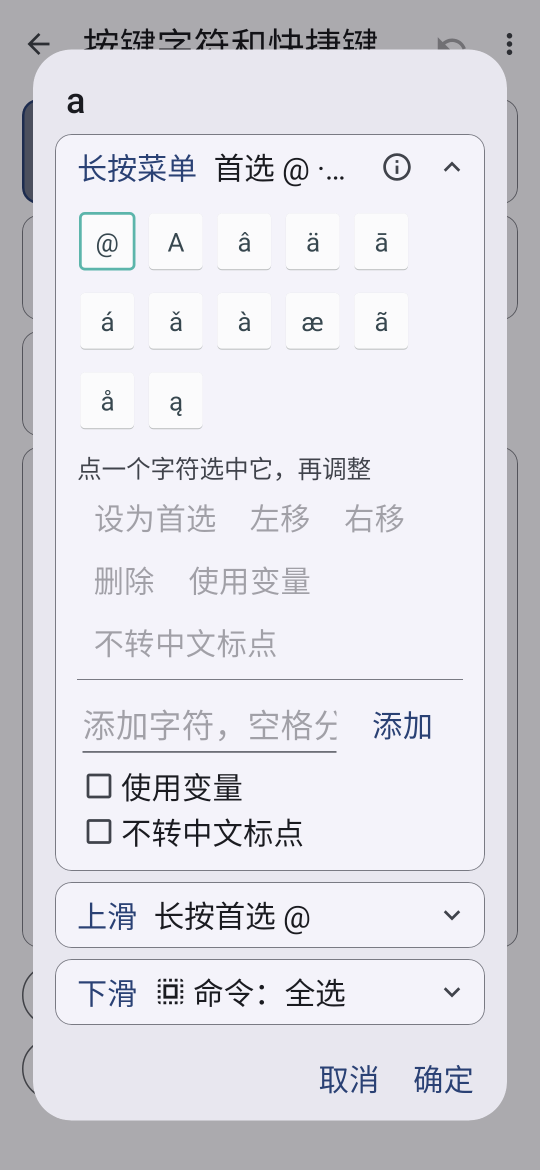 按键字符和快捷键
a
长按菜单 首选 @ ·...
@ A â ä ā
á ǎ à æ ã
å ą
点一个字符选中它，再调整
设为首选 左移 右移
删除 使用变量
不转中文标点
添加字符，空格分 添加
使用变量
不转中文标点
上滑 长按首选 @
下滑 命令：全选
取消 确定